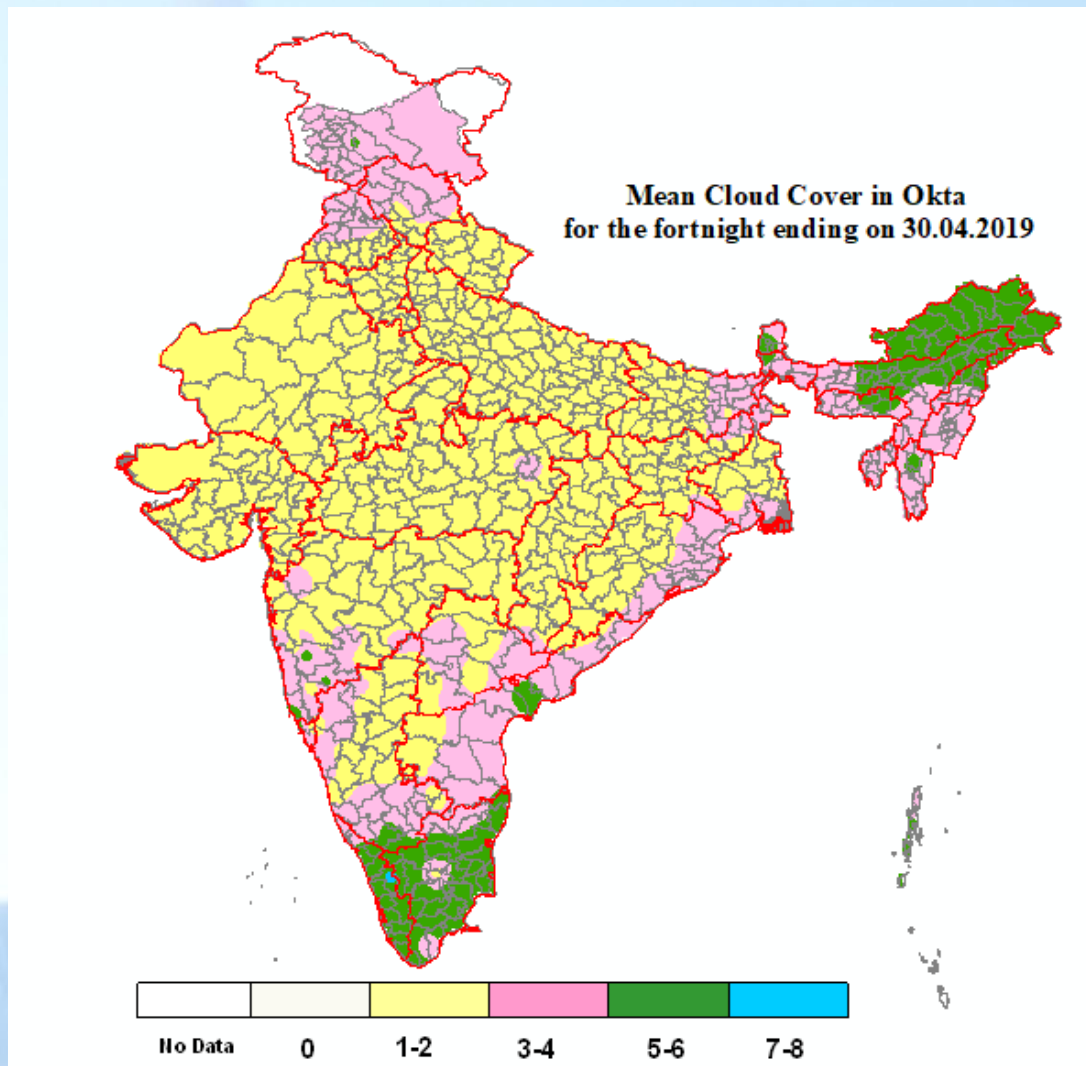 Mean Cloud Cover in Okta
for the fortnight ending on 30.04.2019
No Data 0 1-2 3-4 5-6 7-8